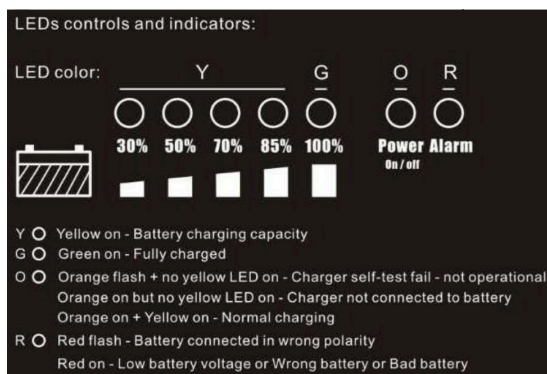 LEDs controls and indicators:
LED color: Y G O R
30% 50% 70% 85% 100% Power Alarm
On / off
Y Yellow on - Battery charging capacity
G Green on - Fully charged
O Orange flash + no yellow LED on - Charger self-test fail - not operational
Orange on but no yellow LED on - Charger not connected to battery
Orange on + Yellow on - Normal charging
R Red flash - Battery connected in wrong polarity
Red on - Low battery voltage or Wrong battery or Bad battery